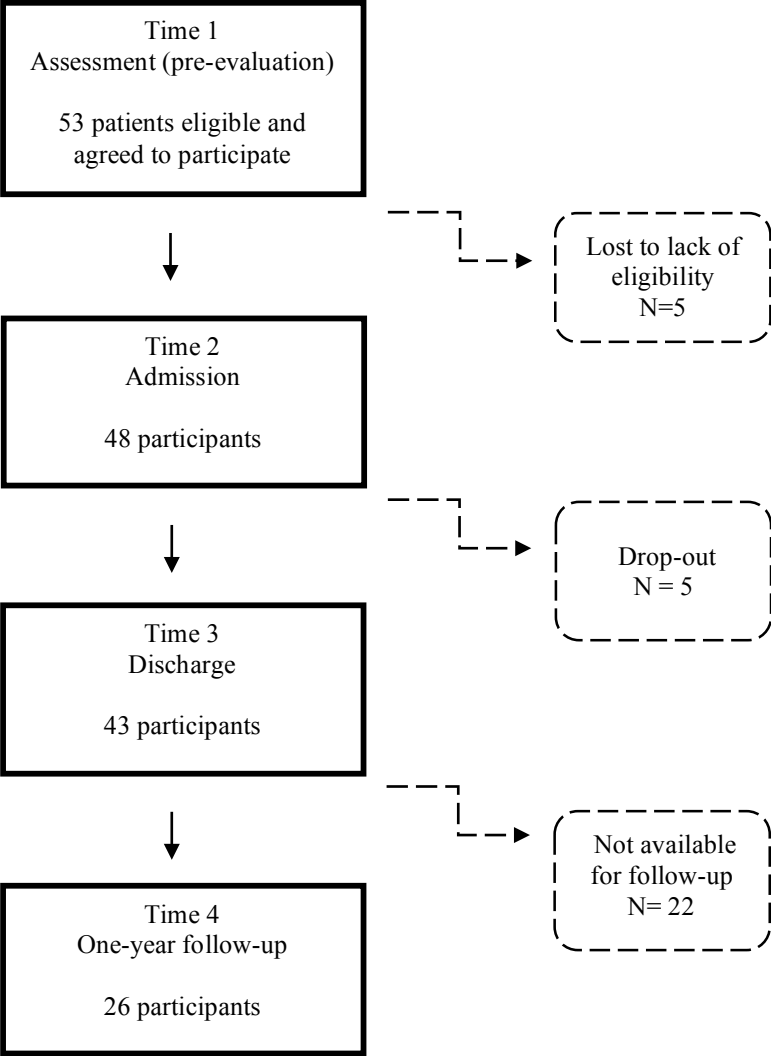 Time 1
Assessment (pre-evaluation)
53 patients eligible and
agreed to participate
Lost to lack of
eligibility
N=5
Time 2
Admission
48 participants
Drop-out
N = 5
Time 3
Discharge
43 participants
Not available
for follow-up
N= 22
Time 4
One-year follow-up
26 participants